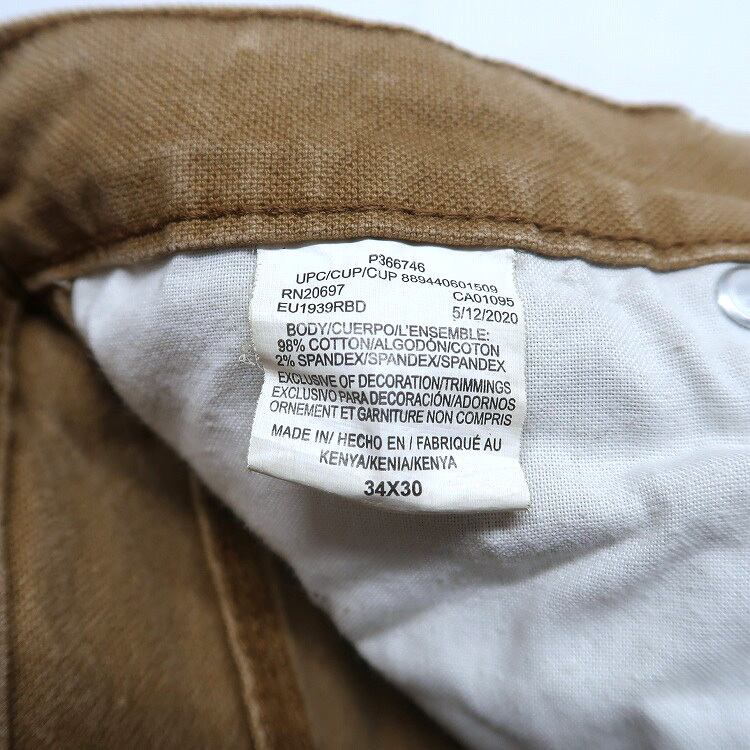 P366746
UPC/CUP/CUP 889440601509
RN20697 CA01095
EU1939RBD 5/12/2020
BODY/CUERPO/L'ENSEMBLE:
98% COTTON/ALGODÓN/COTON
2% SPANDEX/SPANDEX/SPANDEX
EXCLUSIVE OF DECORATION/TRIMMINGS
EXCLUSIVO PARA DECORACIÓN/ADORNOS
ORNEMENT ET GARNITURE NON COMPRIS
MADE IN/ HECHO EN / FABRIQUÉ AU
KENYA/KENIA/KENYA
34X30